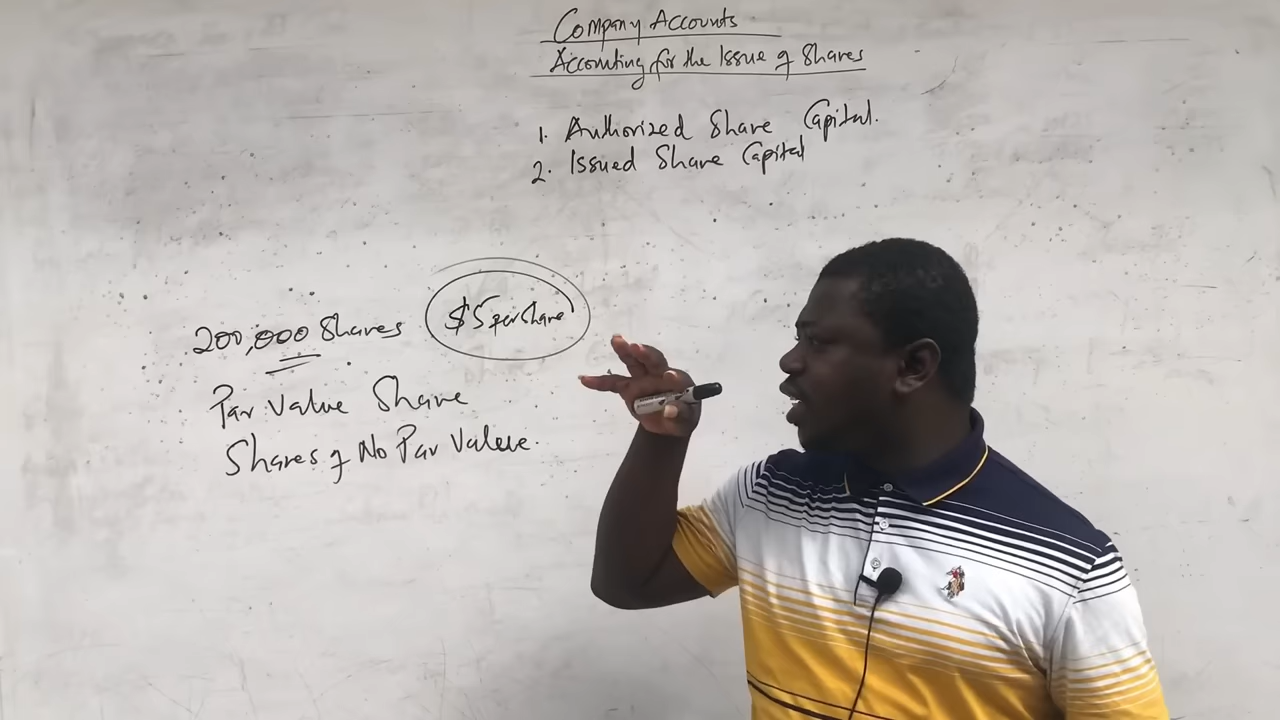 Company Accounts
Accounting for the Issue of Shares
1. Authorized Share Capital.
2. Issued Share Capital
200,000 Shares $5 per share
Par Value Share
Shares of No Par Value.